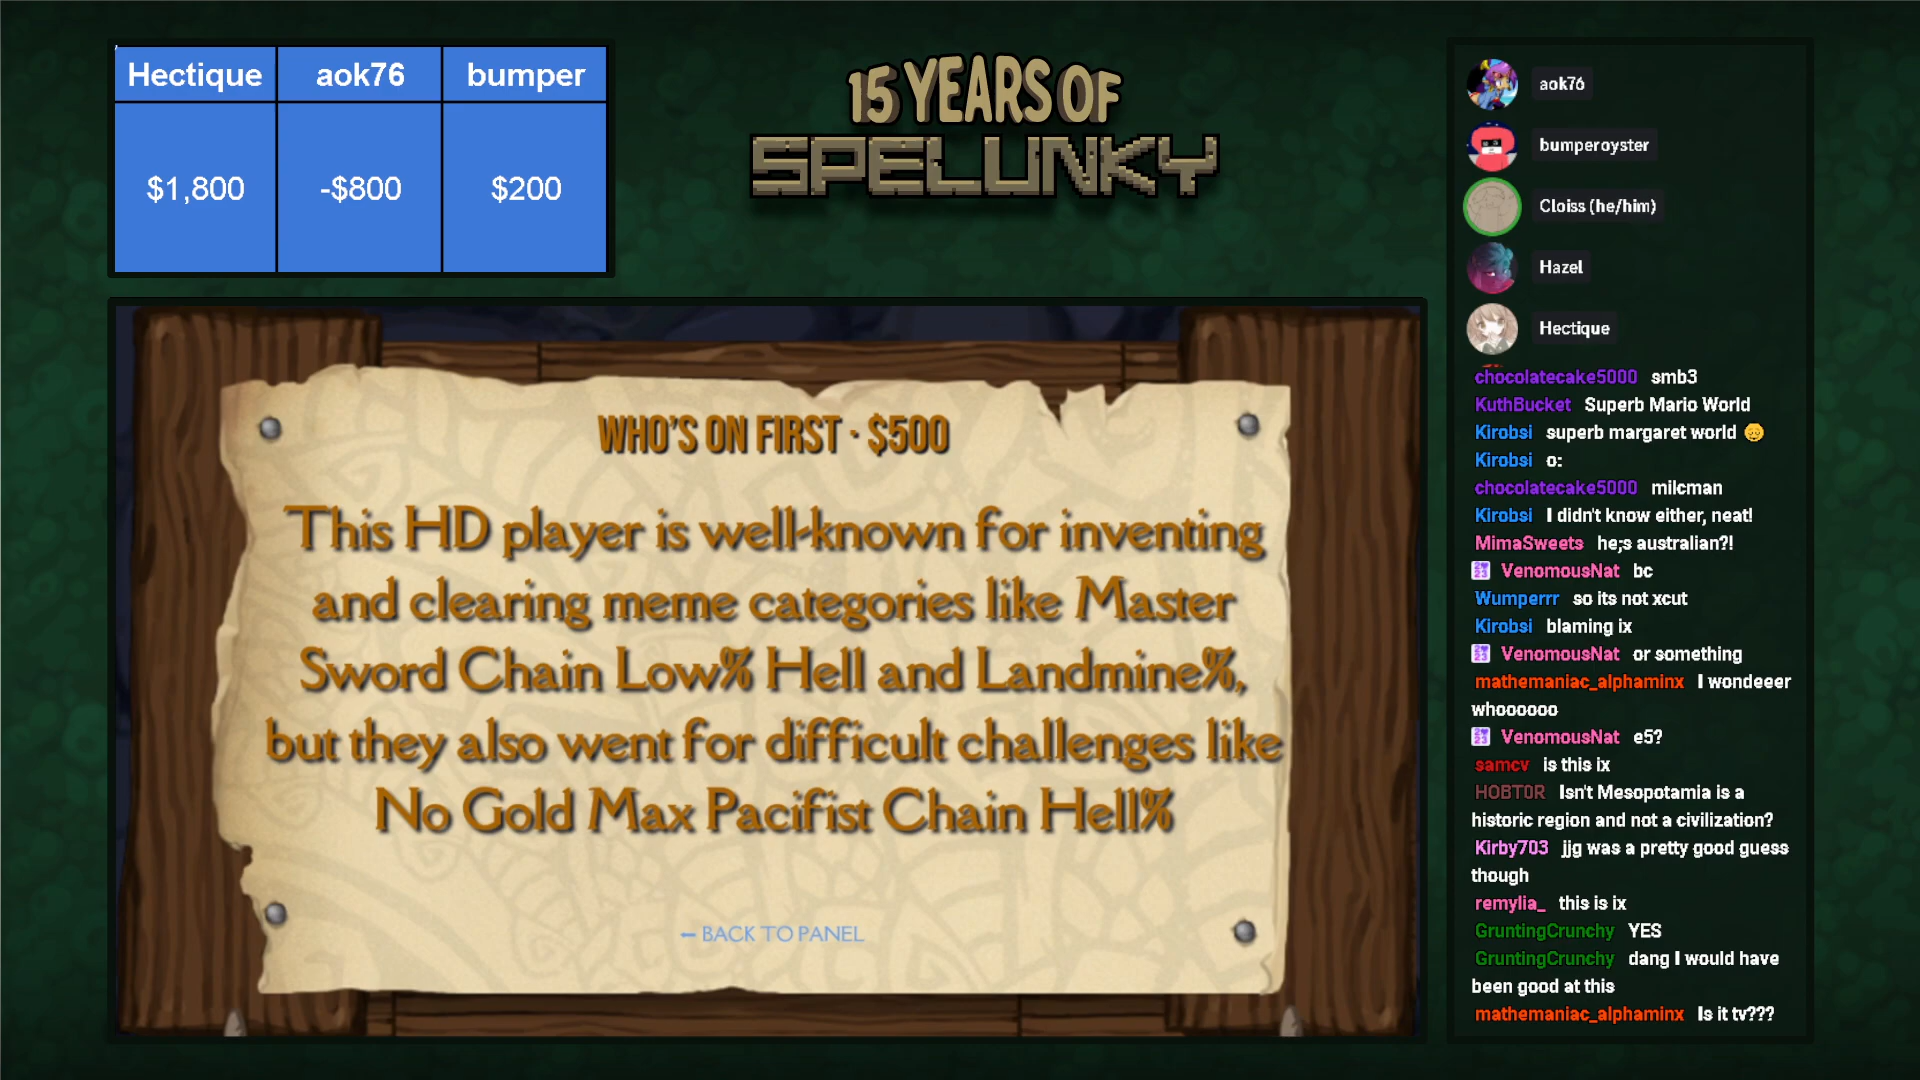 Hectique aok76 bumper
$1,800 -$800 $200
15 YEARS OF
SPELUNKY
WHO'S ON FIRST · $500
This HD player is well-known for inventing
and clearing meme categories like Master
Sword Chain Low% Hell and Landmine%,
but they also went for difficult challenges like
No Gold Max Pacifist Chain Hell%
← BACK TO PANEL
aok76
bumperoyster
Cloiss (he/him)
Hazel
Hectique
chocolatecake5000 smb3
KuthBucket Superb Mario World
Kirobsi superb margaret world
Kirobsi o:
chocolatecake5000 milcman
Kirobsi I didn't know either, neat!
MimaSweets he;s australian?!
VenomousNat bc
Wumperrr so its not xcut
Kirobsi blaming ix
VenomousNat or something
mathemaniac_alphaminx I wondeeer
whoooooo
VenomousNat e5?
samcv is this ix
HOBT0R Isn't Mesopotamia is a
historic region and not a civilization?
Kirby703 jjg was a pretty good guess
though
remylia_ this is ix
GruntingCrunchy YES
GruntingCrunchy dang I would have
been good at this
mathemaniac_alphaminx Is it tv???